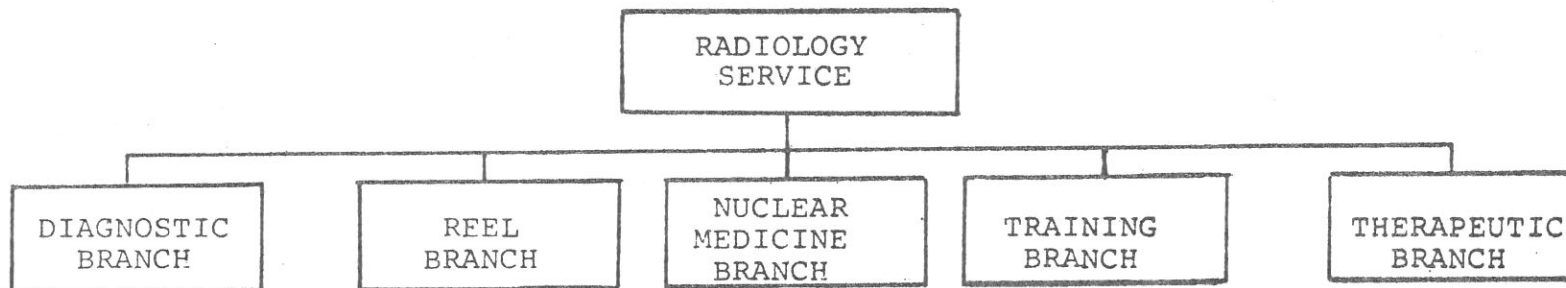 RADIOLOGY
SERVICE
DIAGNOSTIC
BRANCH
REEL
BRANCH
NUCLEAR
MEDICINE
BRANCH
TRAINING
BRANCH
THERAPEUTIC
BRANCH